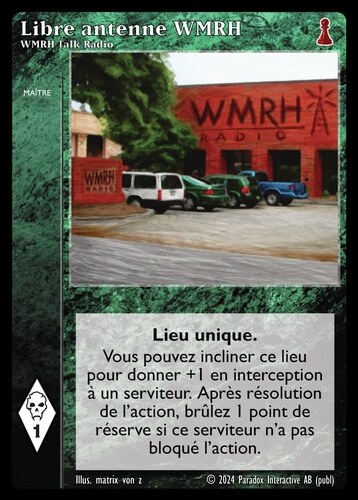 Libre antenne WMRH
WMRH Talk Radio
MAÎTRE
WMRH
RADIO
WMRH
RADIO
Lieu unique.
Vous pouvez incliner ce lieu
pour donner +1 en interception
à un serviteur. Après résolution
de l'action, brûlez 1 point de
réserve si ce serviteur n'a pas
bloqué l'action.
1
Illus. matrix von z
© 2024 Paradox Interactive AB (publ)